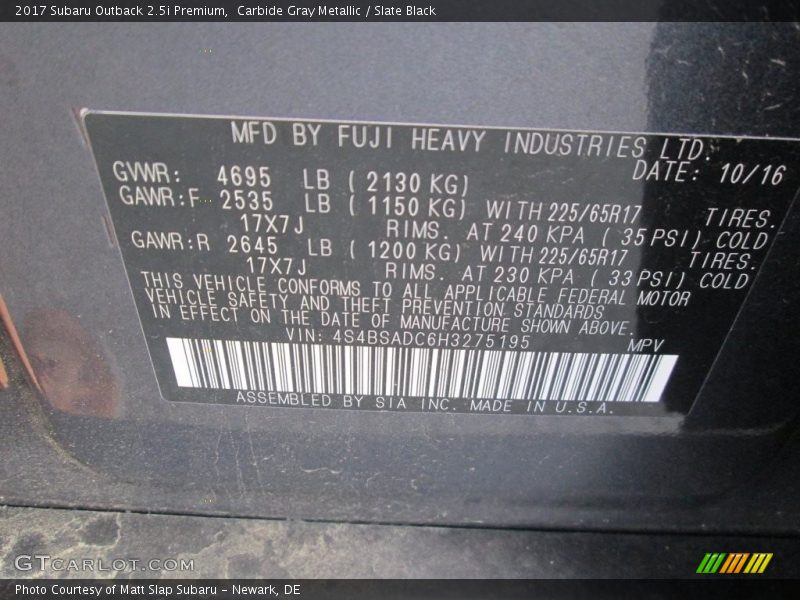 2017 Subaru Outback 2.5i Premium,  Carbide Gray Metallic / Slate Black
MFD BY FUJI HEAVY INDUSTRIES LTD.
GVWR: 4695 LB ( 2130 KG) DATE: 10/16
GAWR:F 2535 LB ( 1150 KG) WITH 225/65R17 TIRES.
17X7J RIMS. AT 240 KPA ( 35 PSI) COLD
GAWR:R 2645 LB ( 1200 KG) WITH 225/65R17 TIRES.
17X7J RIMS. AT 230 KPA ( 33 PSI) COLD
THIS VEHICLE CONFORMS TO ALL APPLICABLE FEDERAL MOTOR
VEHICLE SAFETY AND THEFT PREVENTION STANDARDS
IN EFFECT ON THE DATE OF MANUFACTURE SHOWN ABOVE.
VIN: 4S4BSADC6H3275195 MPV
ASSEMBLED BY SIA INC. MADE IN U.S.A.
GTCARLOT.COM
Photo Courtesy of Matt Slap Subaru - Newark, DE